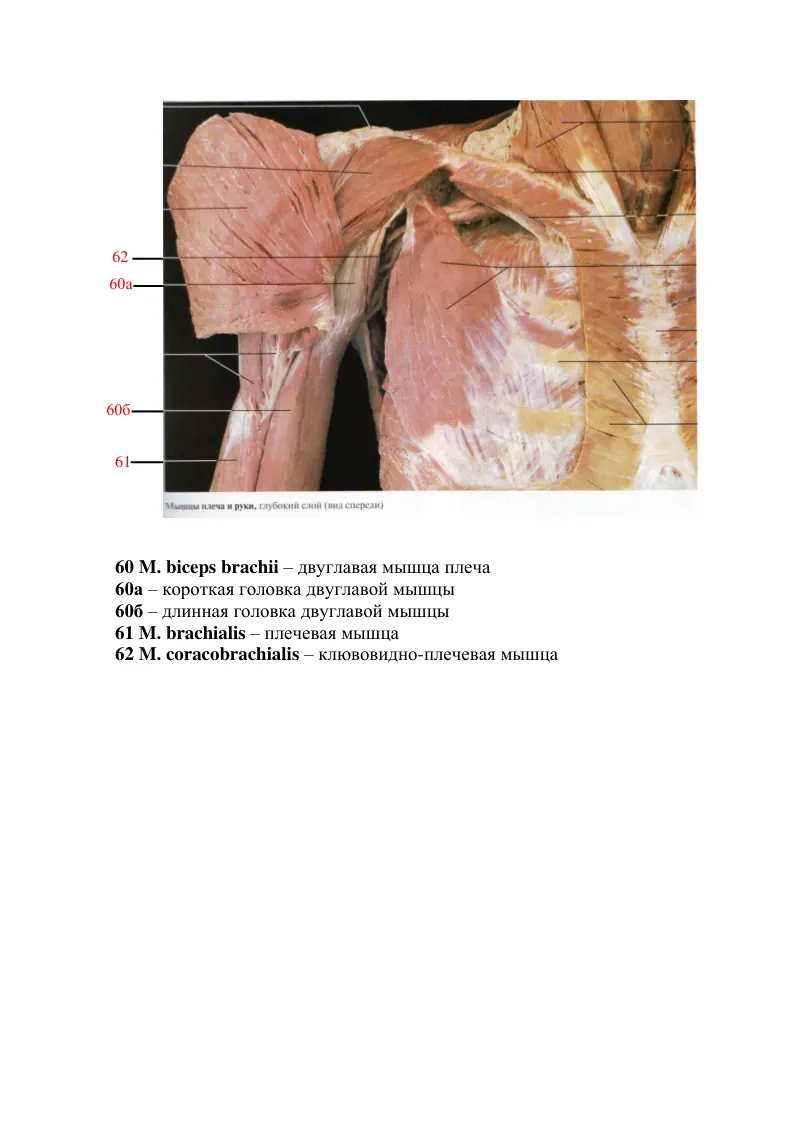 62
60а
60б
61
Мышцы плеча и руки, глубокий слой (вид спереди)
60 M. biceps brachii – двуглавая мышца плеча
60а – короткая головка двуглавой мышцы
60б – длинная головка двуглавой мышцы
61 M. brachialis – плечевая мышца
62 M. coracobrachialis – клювовидно-плечевая мышца